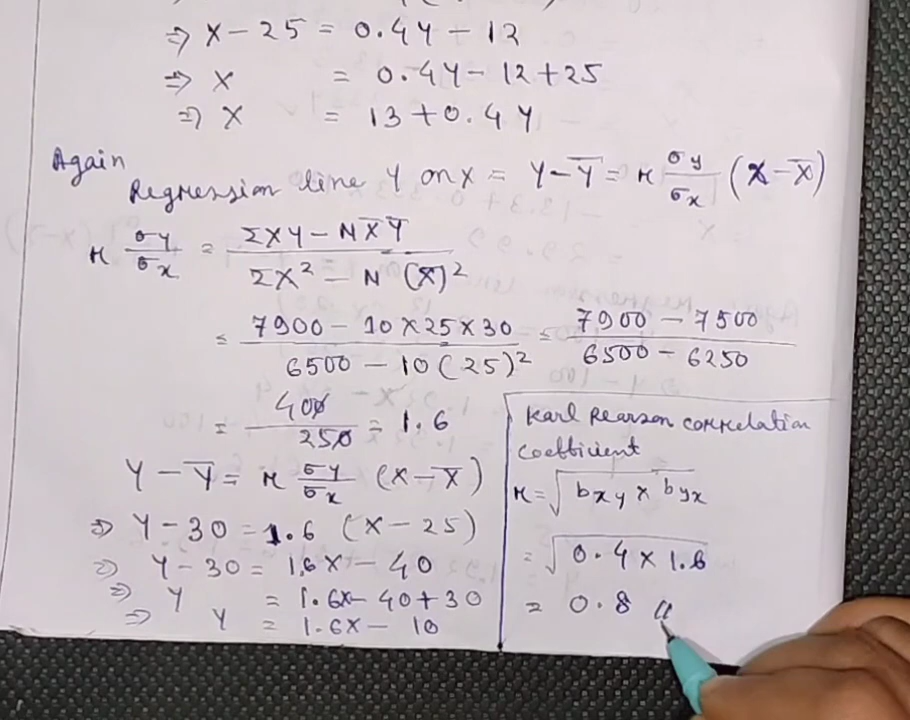 ⇒ X - 25 = 0.4Y - 12
⇒ X = 0.4Y - 12 + 25
⇒ X = 13 + 0.4Y
Again
Regression line Y on X = Y - Y̅ = r σy/σx (X - X̅)
r σy/σx = (ΣXY - N X̅ Y̅)/(ΣX² - N (X̅)²)
= (7900 - 10 × 25 × 30)/(6500 - 10(25)²) = (7900 - 7500)/(6500 - 6250)
= 400/250 = 1.6
Y - Y̅ = r σy/σx (X - X̅)
⇒ Y - 30 = 1.6 (X - 25)
⇒ Y - 30 = 1.6X - 40
⇒ Y = 1.6X - 40 + 30
⇒ Y = 1.6X - 10
Karl Pearson correlation
coefficient
r = √(bxy × byx)
= √(0.4 × 1.6)
= 0.8